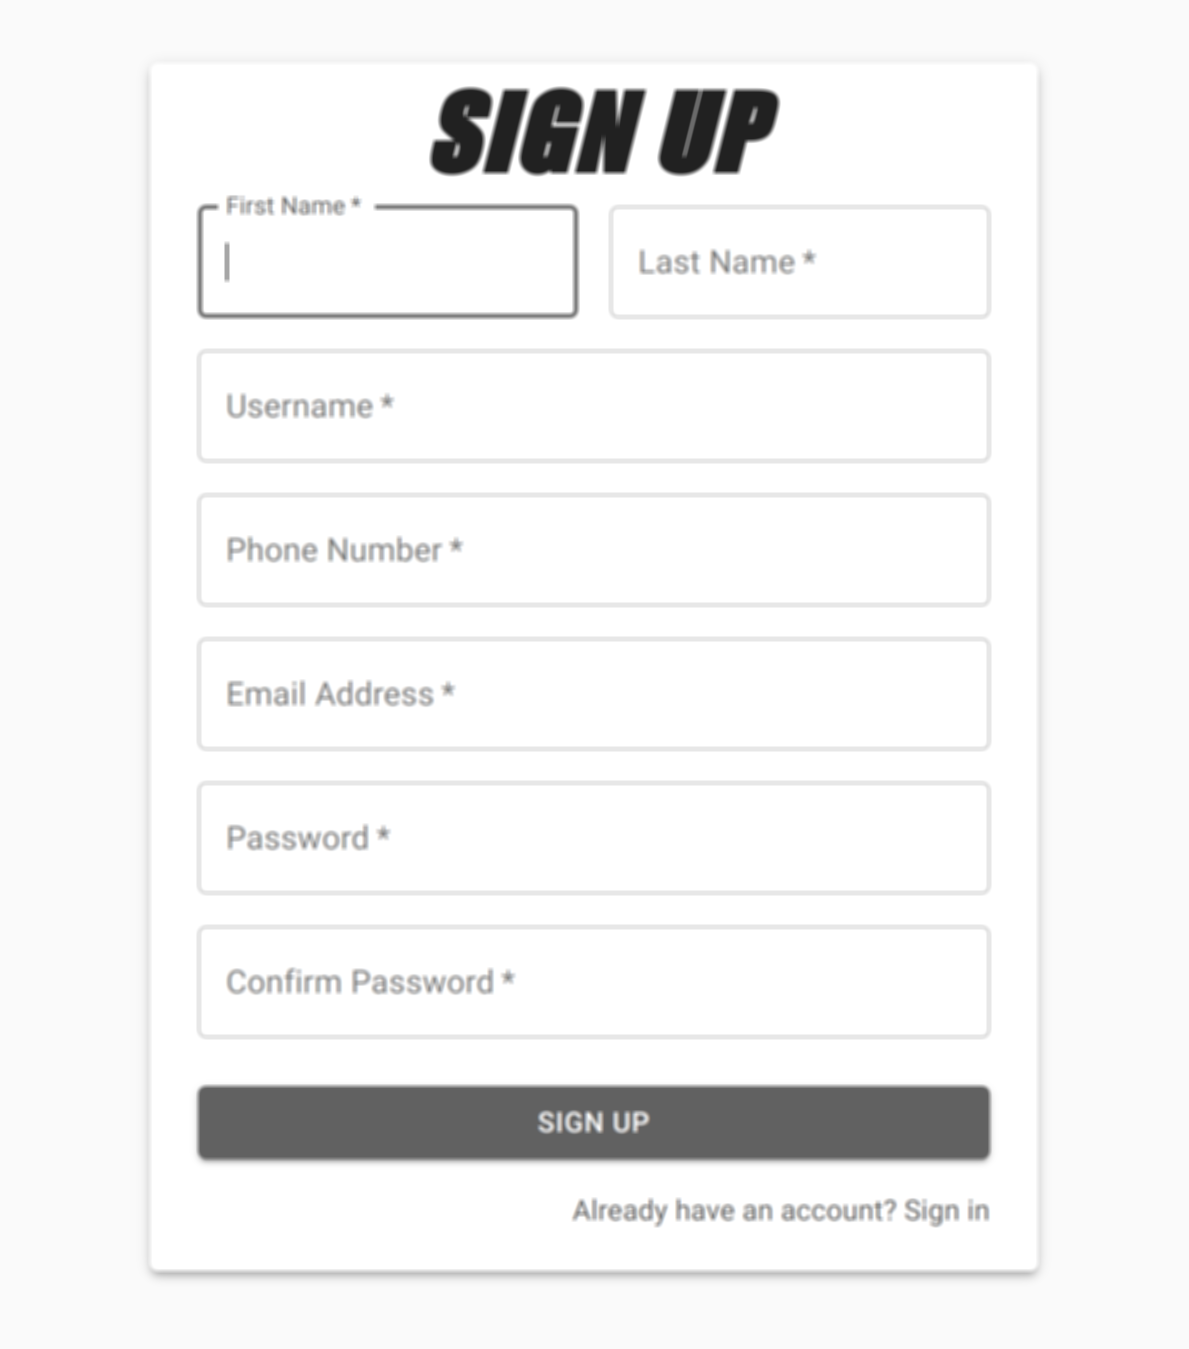 SIGN UP
First Name *
Last Name *
Username *
Phone Number *
Email Address *
Password *
Confirm Password *
SIGN UP
Already have an account? Sign in